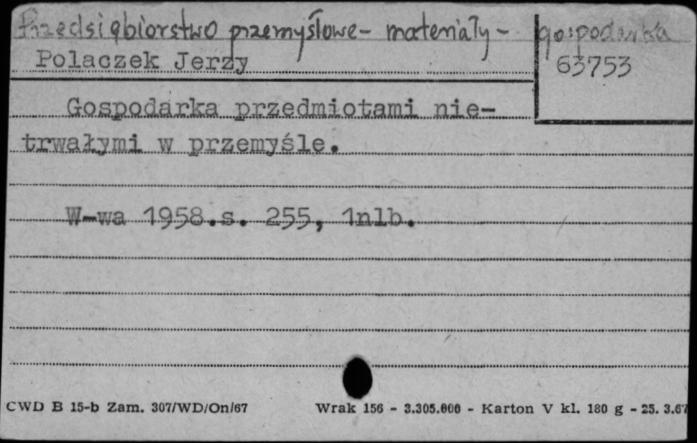 Przedsiębiorstwo przemysłowe - materiały - gospodarka
Polaczek Jerzy
63753
Gospodarka przedmiotami nie-
trwałymi w przemyśle.
W-wa 1958.s. 255, 1nlb.
CWD B 15-b Zam. 307/WD/On/67 Wrak 156 - 3.305.000 - Karton V kl. 180 g - 25. 3.67